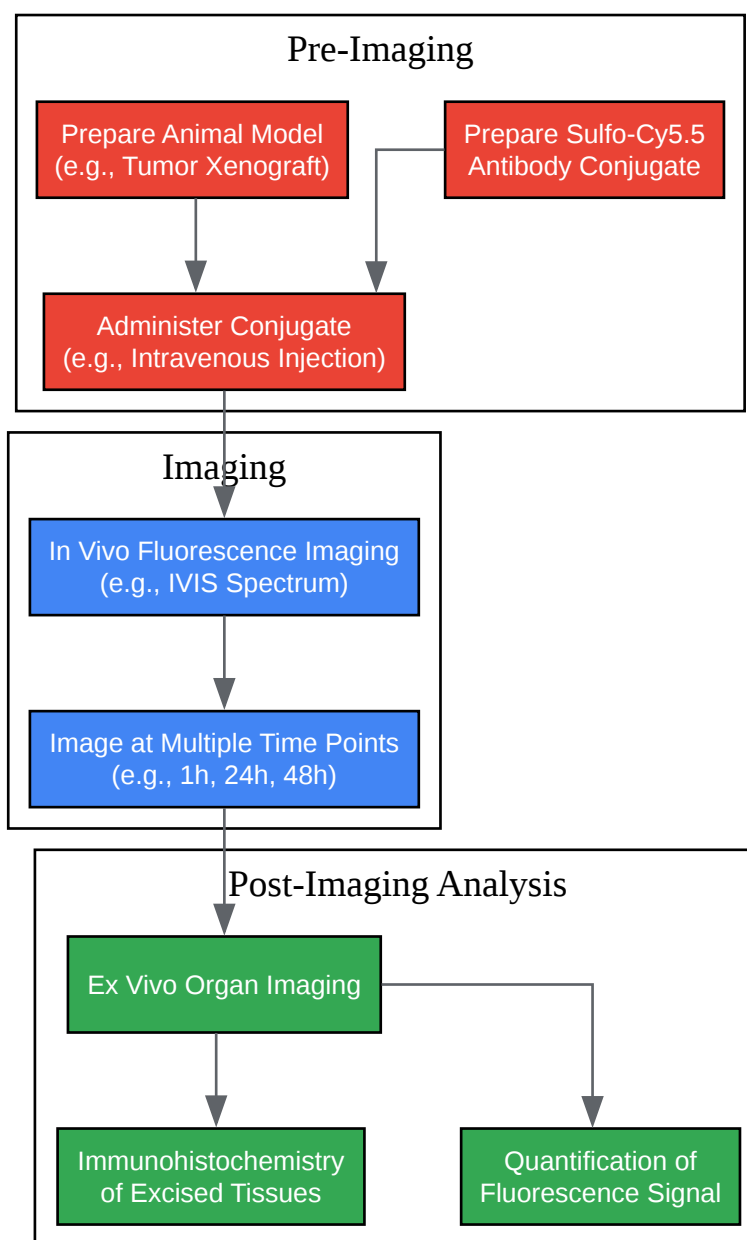 Pre-Imaging
Prepare Animal Model
(e.g., Tumor Xenograft)
Prepare Sulfo-Cy5.5
Antibody Conjugate
Administer Conjugate
(e.g., Intravenous Injection)
Imaging
In Vivo Fluorescence Imaging
(e.g., IVIS Spectrum)
Image at Multiple Time Points
(e.g., 1h, 24h, 48h)
Post-Imaging Analysis
Ex Vivo Organ Imaging
Immunohistochemistry
of Excised Tissues
Quantification of
Fluorescence Signal